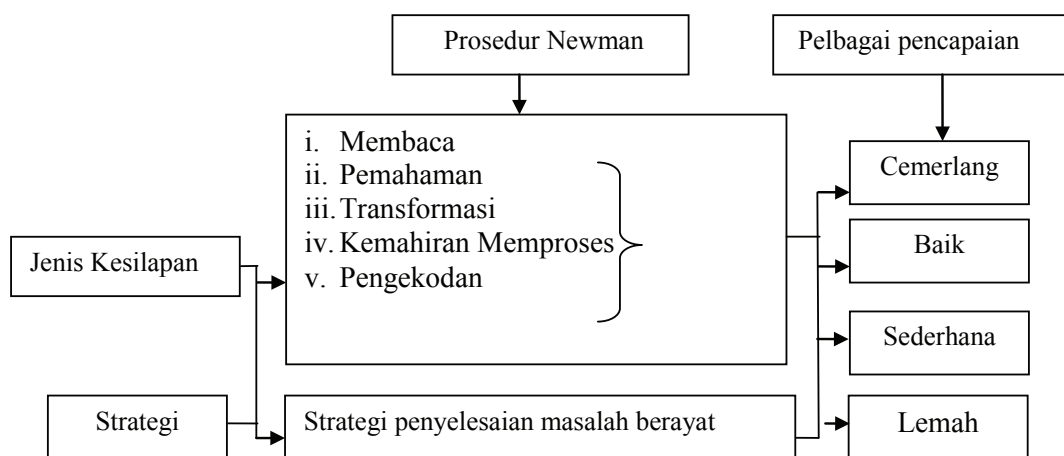 Prosedur Newman
Pelbagai pencapaian
i. Membaca
ii. Pemahaman
iii. Transformasi
iv. Kemahiran Memproses
v. Pengekodan
Jenis Kesilapan
Cemerlang
Baik
Sederhana
Strategi
Strategi penyelesaian masalah berayat
Lemah